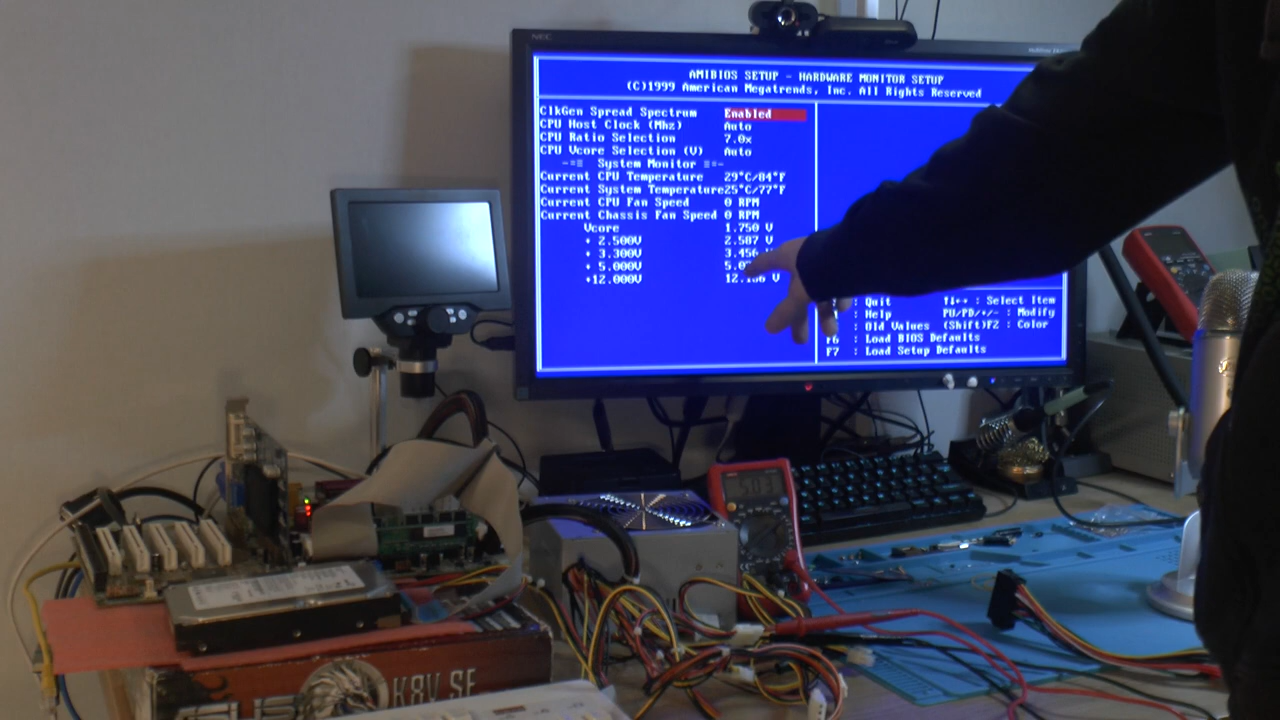 NEC
AMIBIOS SETUP - HARDWARE MONITOR SETUP
(C)1999 American Megatrends, Inc. All Rights Reserved
ClkGen Spread Spectrum Enabled
CPU Host Clock (Mhz) Auto
CPU Ratio Selection 7.0x
CPU Vcore Selection (V) Auto
-=≡ System Monitor ≡=-
Current CPU Temperature 29°C/84°F
Current System Temperature25°C/77°F
Current CPU Fan Speed 0 RPM
Current Chassis Fan Speed 0 RPM
Vcore 1.750 V
+ 2.500V 2.587 V
+ 3.300V 3.456 V
+ 5.000V
+12.000V
: Quit ↑↓←→ : Select Item
: Help PU/PD/+/- : Modify
: Old Values (Shift)F2 : Color
F6 : Load BIOS Defaults
F7 : Load Setup Defaults
K8V SE